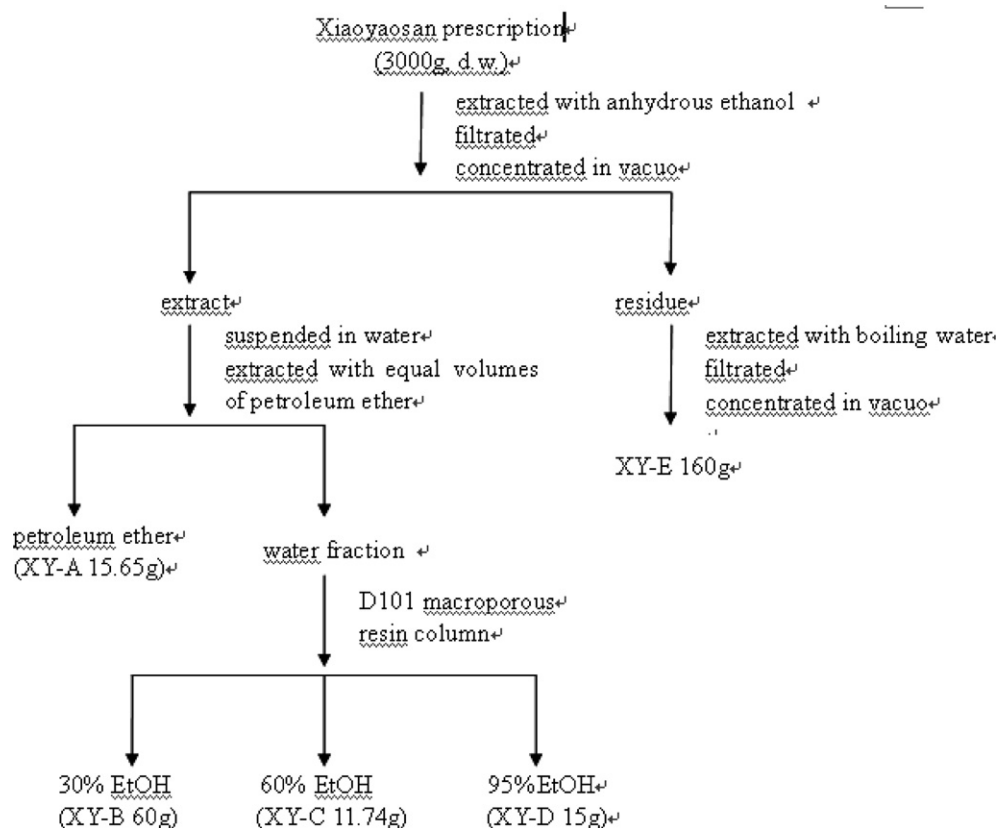 Xiaoyaosan prescription
(3000g, d.w.)
extracted with anhydrous ethanol
filtrated
concentrated in vacuo
extract
residue
suspended in water
extracted with equal volumes
of petroleum ether
extracted with boiling water
filtrated
concentrated in vacuo
XY-E 160g
petroleum ether
(XY-A 15.65g)
water fraction
D101 macroporous
resin column
30% EtOH
(XY-B 60g)
60% EtOH
(XY-C 11.74g)
95%EtOH
(XY-D 15g)